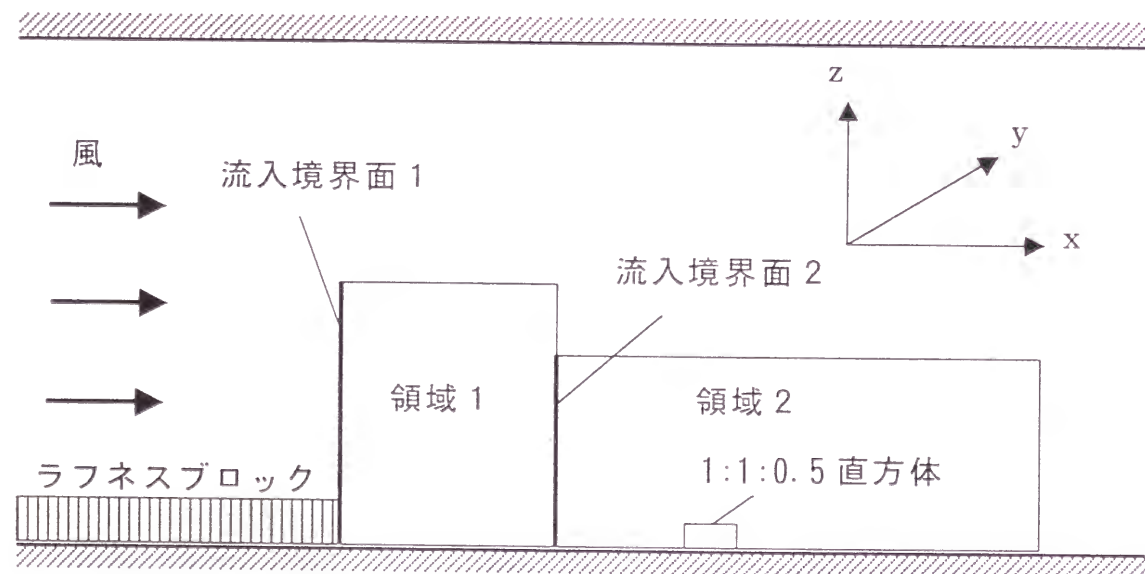 z
y
風
流入境界面1
x
流入境界面2
領域1
領域2
ラフネスブロック
1:1:0.5直方体